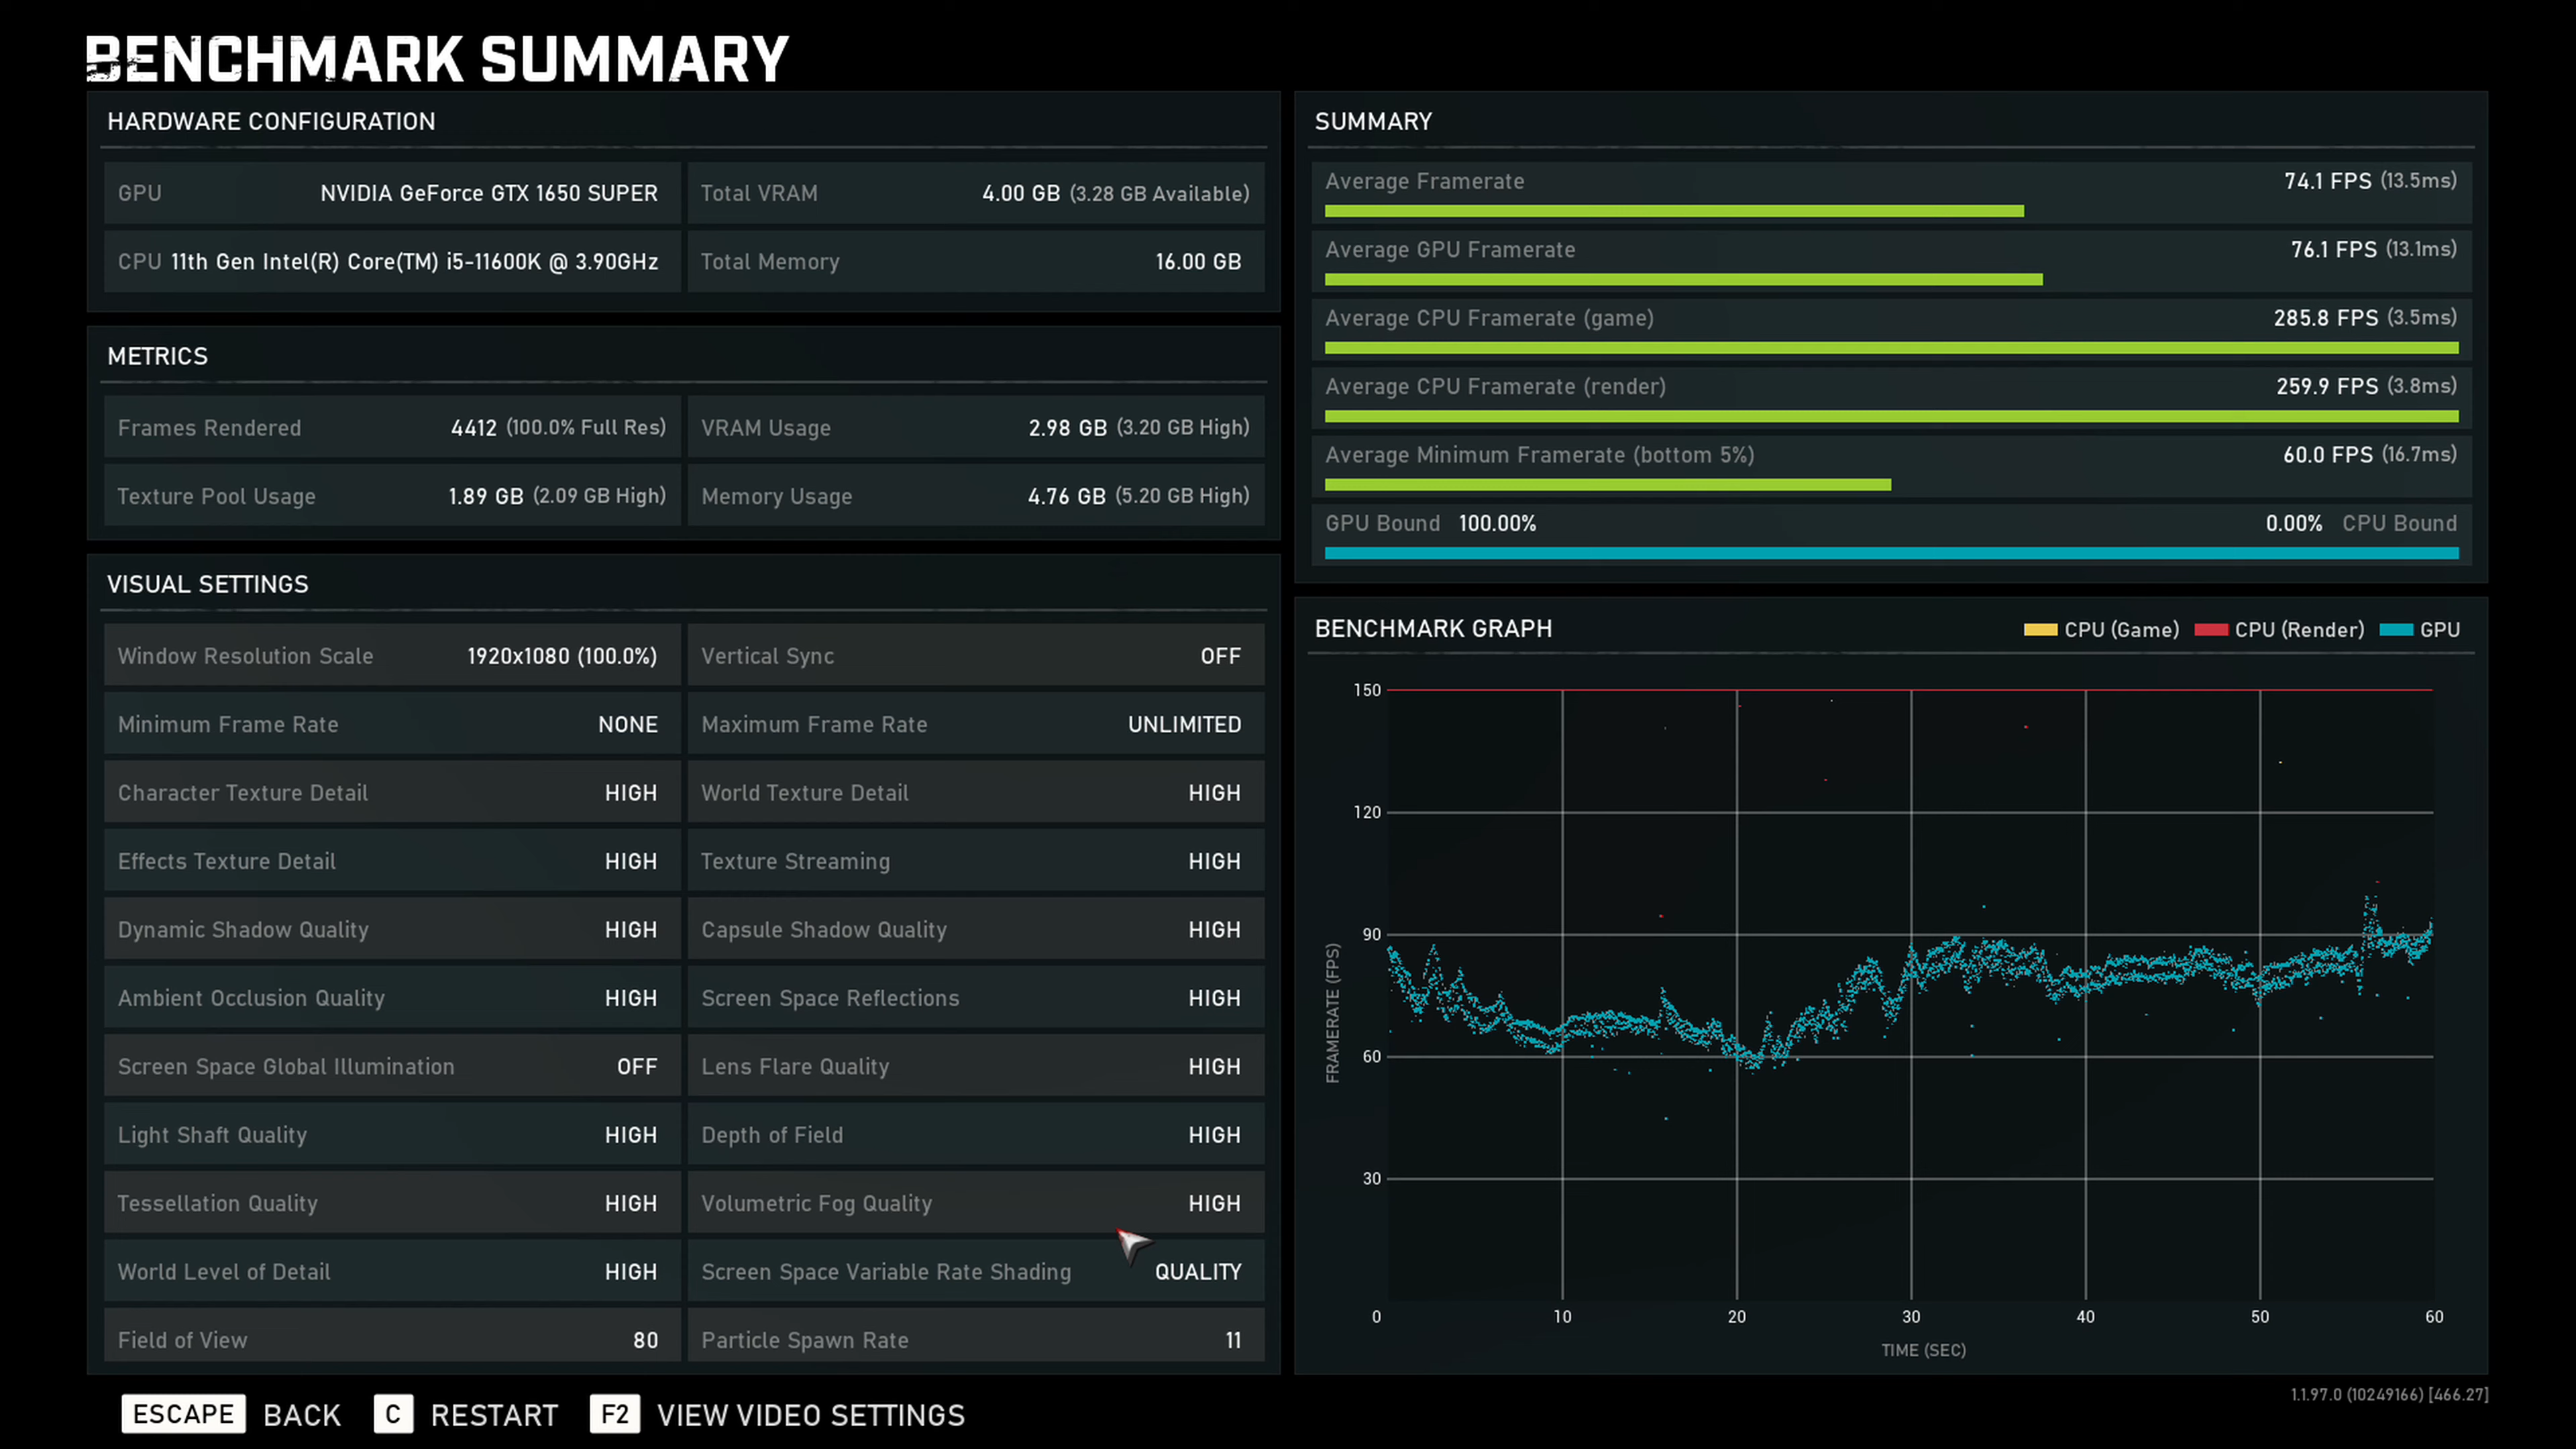 BENCHMARK SUMMARY
HARDWARE CONFIGURATION
GPU NVIDIA GeForce GTX 1650 SUPER
Total VRAM 4.00 GB (3.28 GB Available)
CPU 11th Gen Intel(R) Core(TM) i5-11600K @ 3.90GHz
Total Memory 16.00 GB
METRICS
Frames Rendered 4412 (100.0% Full Res)
VRAM Usage 2.98 GB (3.20 GB High)
Texture Pool Usage 1.89 GB (2.09 GB High)
Memory Usage 4.76 GB (5.20 GB High)
VISUAL SETTINGS
Window Resolution Scale 1920x1080 (100.0%)
Vertical Sync OFF
Minimum Frame Rate NONE
Maximum Frame Rate UNLIMITED
Character Texture Detail HIGH
World Texture Detail HIGH
Effects Texture Detail HIGH
Texture Streaming HIGH
Dynamic Shadow Quality HIGH
Capsule Shadow Quality HIGH
Ambient Occlusion Quality HIGH
Screen Space Reflections HIGH
Screen Space Global Illumination OFF
Lens Flare Quality HIGH
Light Shaft Quality HIGH
Depth of Field HIGH
Tessellation Quality HIGH
Volumetric Fog Quality HIGH
World Level of Detail HIGH
Screen Space Variable Rate Shading QUALITY
Field of View 80
Particle Spawn Rate 11
SUMMARY
Average Framerate 74.1 FPS (13.5ms)
Average GPU Framerate 76.1 FPS (13.1ms)
Average CPU Framerate (game) 285.8 FPS (3.5ms)
Average CPU Framerate (render) 259.9 FPS (3.8ms)
Average Minimum Framerate (bottom 5%) 60.0 FPS (16.7ms)
GPU Bound 100.00% 0.00% CPU Bound
BENCHMARK GRAPH CPU (Game) CPU (Render) GPU
150
120
90
60
30
FRAMERATE (FPS)
0 10 20 30 40 50 60
TIME (SEC)
1.1.97.0 (10249166) [466.27]
ESCAPE BACK C RESTART F2 VIEW VIDEO SETTINGS